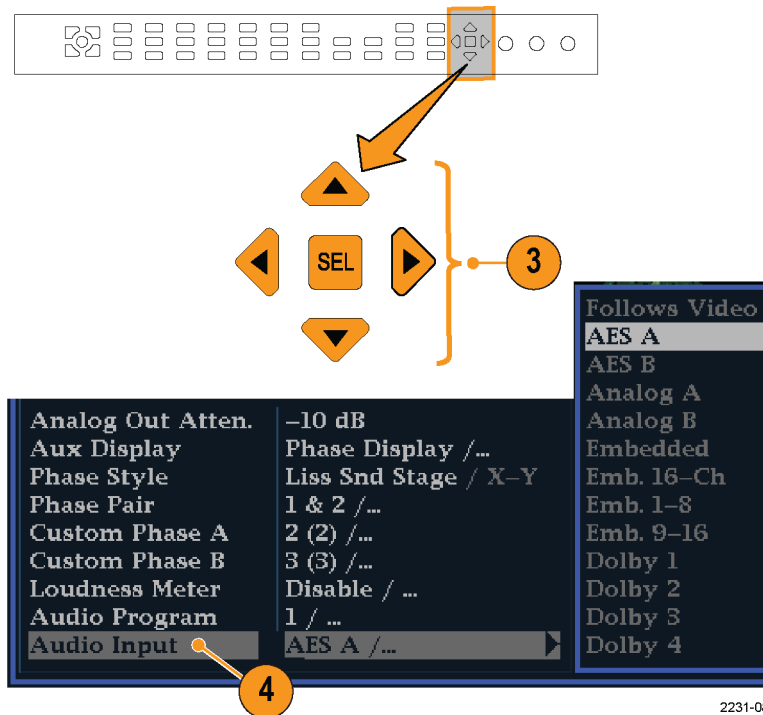 SEL
3
Follows Video
AES A
AES B
Analog A
Analog B
Embedded
Emb. 16–Ch
Emb. 1–8
Emb. 9–16
Dolby 1
Dolby 2
Dolby 3
Dolby 4
Analog Out Atten. –10 dB
Aux Display Phase Display /…
Phase Style Liss Snd Stage / X–Y
Phase Pair 1 & 2 /…
Custom Phase A 2 (2) /…
Custom Phase B 3 (3) /…
Loudness Meter Disable / …
Audio Program 1 / …
Audio Input AES A /…
4